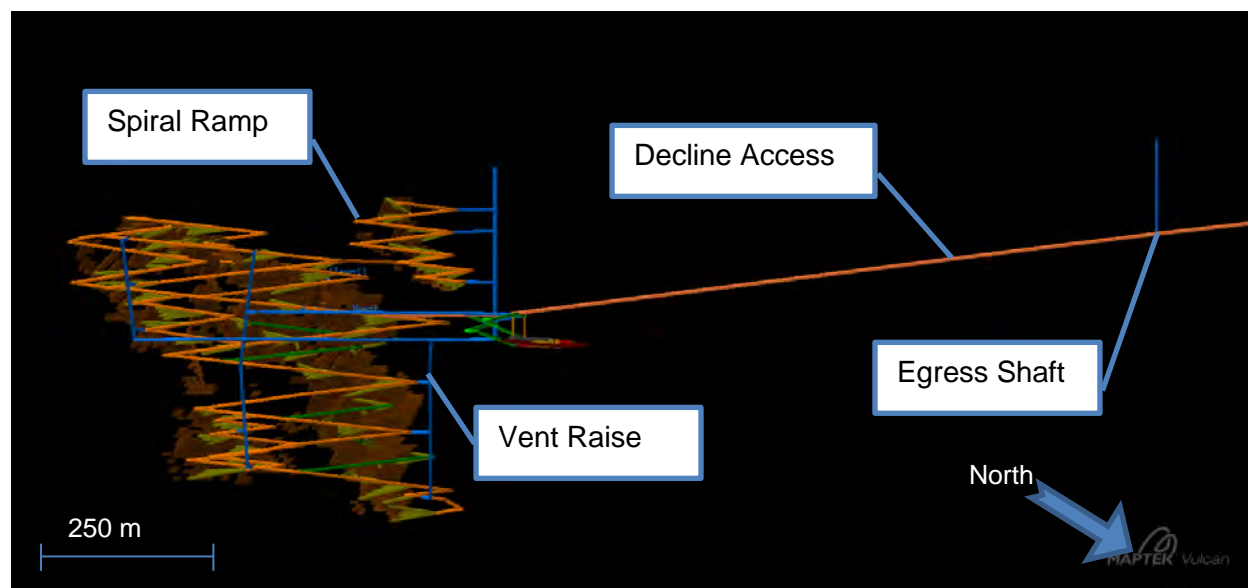 Spiral Ramp
Decline Access
Egress Shaft
Vent Raise
North
250 m
MAPTEK Vulcan